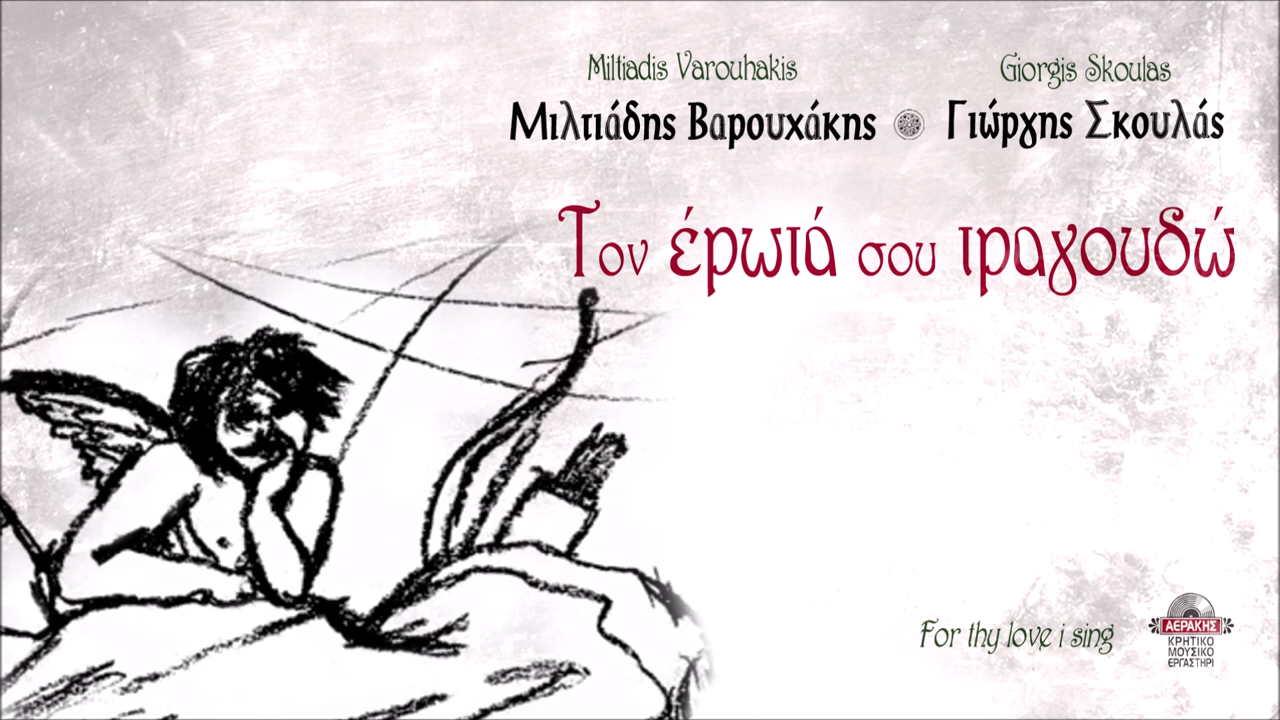 Miltiadis Varouhakis Giorgis Skoulas
Μιλτιάδης Βαρουχάκης Γιώργης Σκουλάς
Τον έρωτά σου τραγουδώ
For thy love i sing
ΑΕΡΑΚΗΣ
ΚΡΗΤΙΚΟ
ΜΟΥΣΙΚΟ
ΕΡΓΑΣΤΗΡΙ